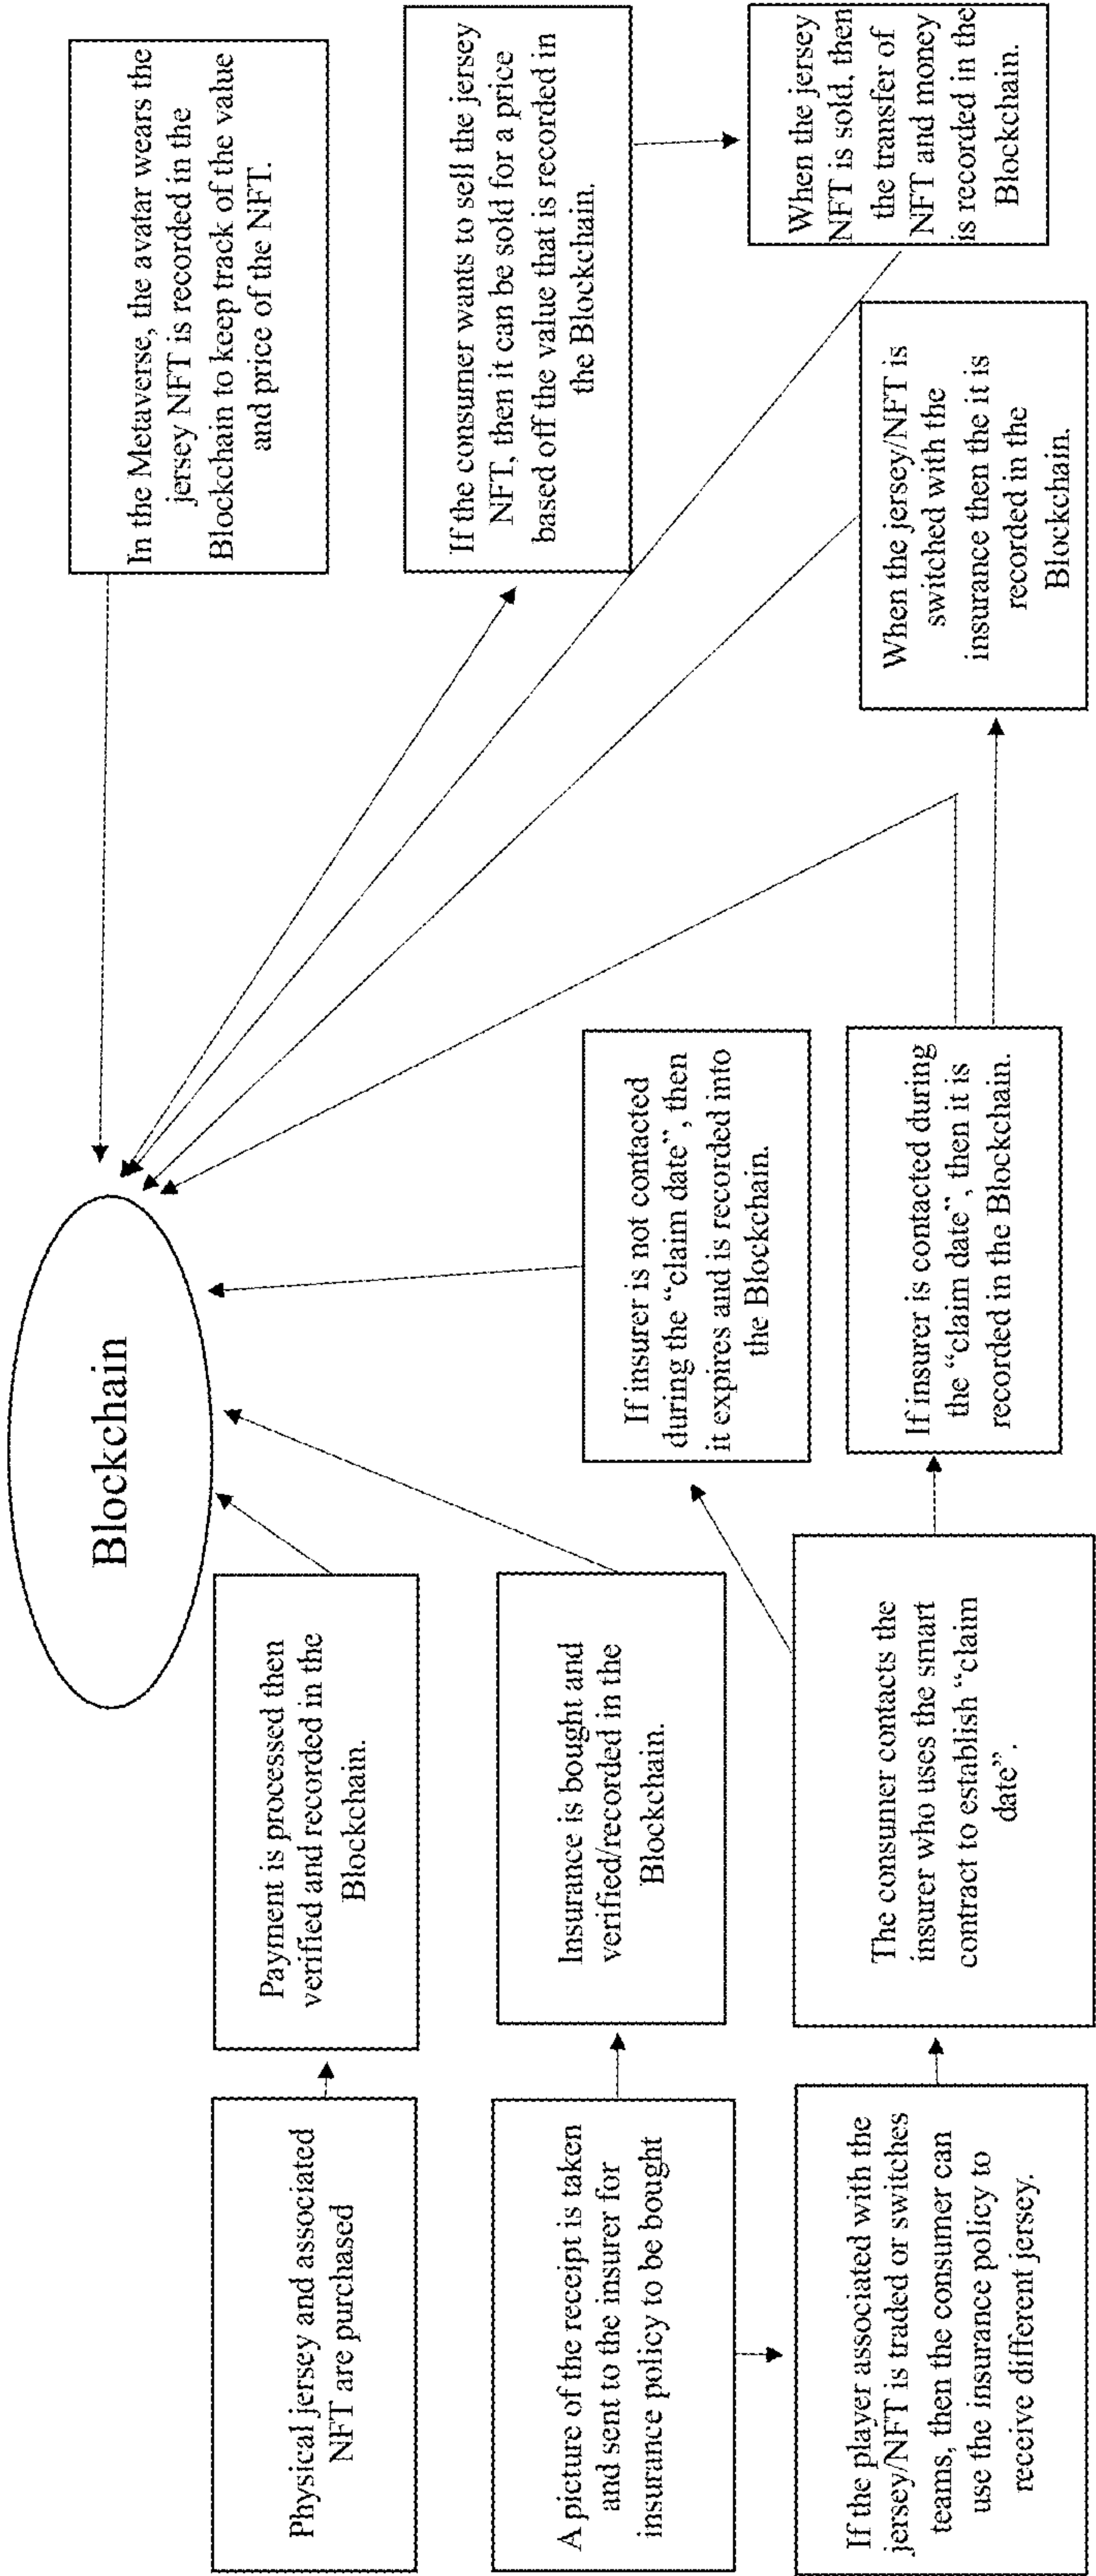 Blockchain
Physical jersey and associated
NFT are purchased
Payment is processed then
verified and recorded in the
Blockchain.
In the Metaverse, the avatar wears the
jersey NFT is recorded in the
Blockchain to keep track of the value
and price of the NFT.
A picture of the receipt is taken
and sent to the insurer for
insurance policy to be bought
Insurance is bought and
verified/recorded in the
Blockchain.
If insurer is not contacted
during the “claim date”, then
it expires and is recorded into
the Blockchain.
If the consumer wants to sell the jersey
NFT, then it can be sold for a price
based off the value that is recorded in
the Blockchain.
If the player associated with the
jersey/NFT is traded or switches
teams, then the consumer can
use the insurance policy to
receive different jersey.
The consumer contacts the
insurer who uses the smart
contract to establish “claim
date”.
If insurer is contacted during
the “claim date”, then it is
recorded in the Blockchain.
When the jersey/NFT is
switched with the
insurance then the it is
recorded in the
Blockchain.
When the jersey
NFT is sold, then
the transfer of
NFT and money
is recorded in the
Blockchain.